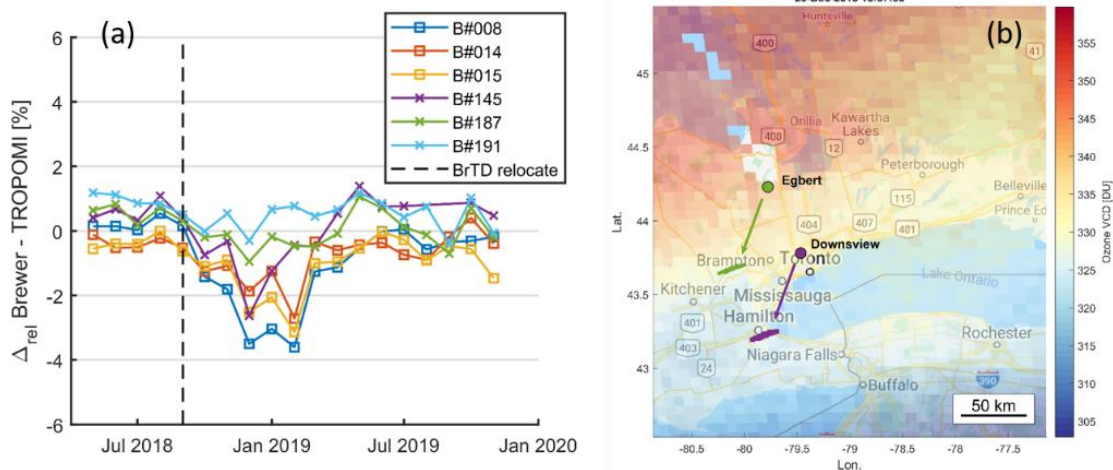 (a)
6
4
2
0
-2
-4
-6
Δrel Brewer - TROPOMI [%]
Jul 2018
Jan 2019
Jul 2019
Jan 2020
B#008
B#014
B#015
B#145
B#187
B#191
BrTD relocate
(b)
Huntsville
400
41
Orillia
Kawartha
Lakes
400
12
Peterborough
Egbert
Belleville
115
Prince Ed
404
407
401
Downsview
Brampton
Toronto
Lake Ontario
Kitchener
Mississauga
Hamilton
401
403
Rochester
Niagara Falls
24
390
Buffalo
50 km
45
44.5
44
43.5
43
Lat.
-80.5
-80
-79.5
-79
-78.5
-78
-77.5
Lon.
355
350
345
340
335
330
325
320
315
310
305
Ozone VCD [DU]